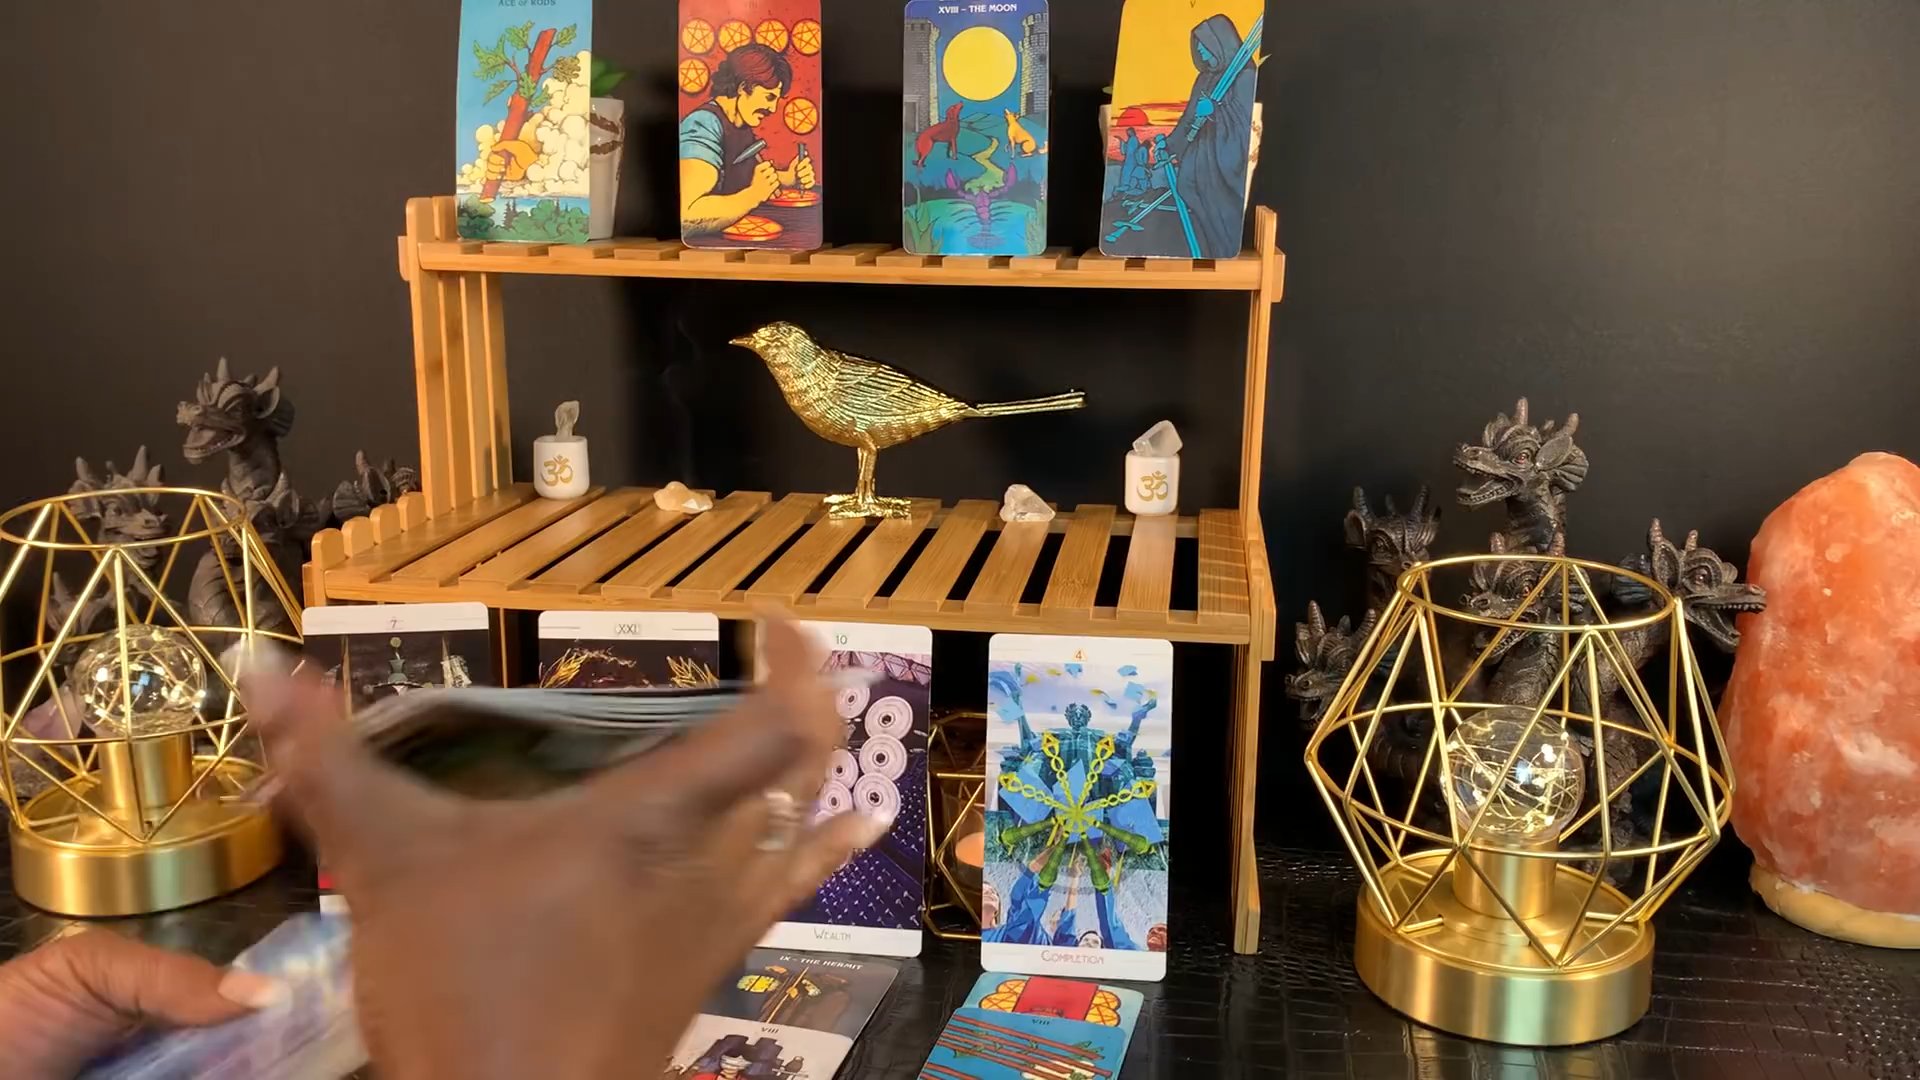 ACE OF RODS
XVIII – THE MOON
V
ॐ
ॐ
7
XXI
10
4
WEALTH
COMPLETION
IX – THE HERMIT
VIII
VIII